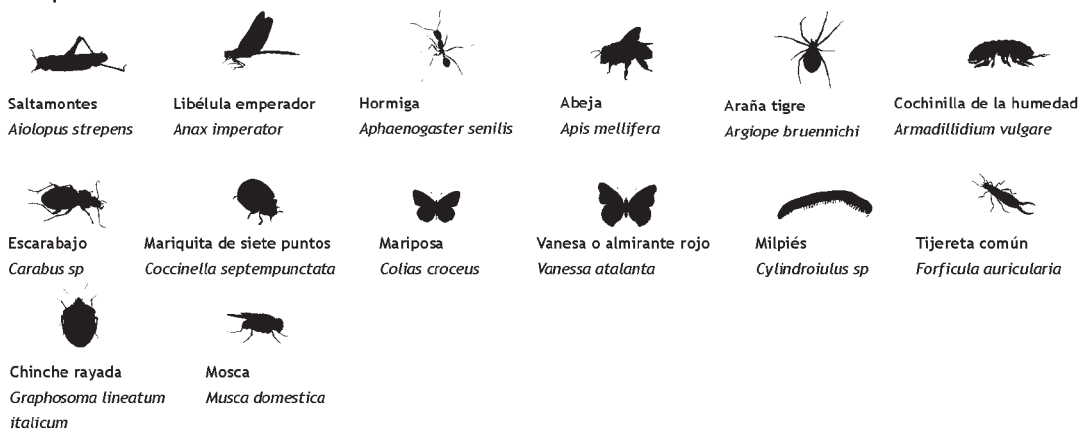 Saltamontes
Aiolopus strepens
Libélula emperador
Anax imperator
Hormiga
Aphaenogaster senilis
Abeja
Apis mellifera
Araña tigre
Argiope bruennichi
Cochinilla de la humedad
Armadillidium vulgare
Escarabajo
Carabus sp
Mariquita de siete puntos
Coccinella septempunctata
Mariposa
Colias croceus
Vanesa o almirante rojo
Vanessa atalanta
Milpiés
Cylindroiulus sp
Tijereta común
Forficula auricularia
Chinche rayada
Graphosoma lineatum
italicum
Mosca
Musca domestica